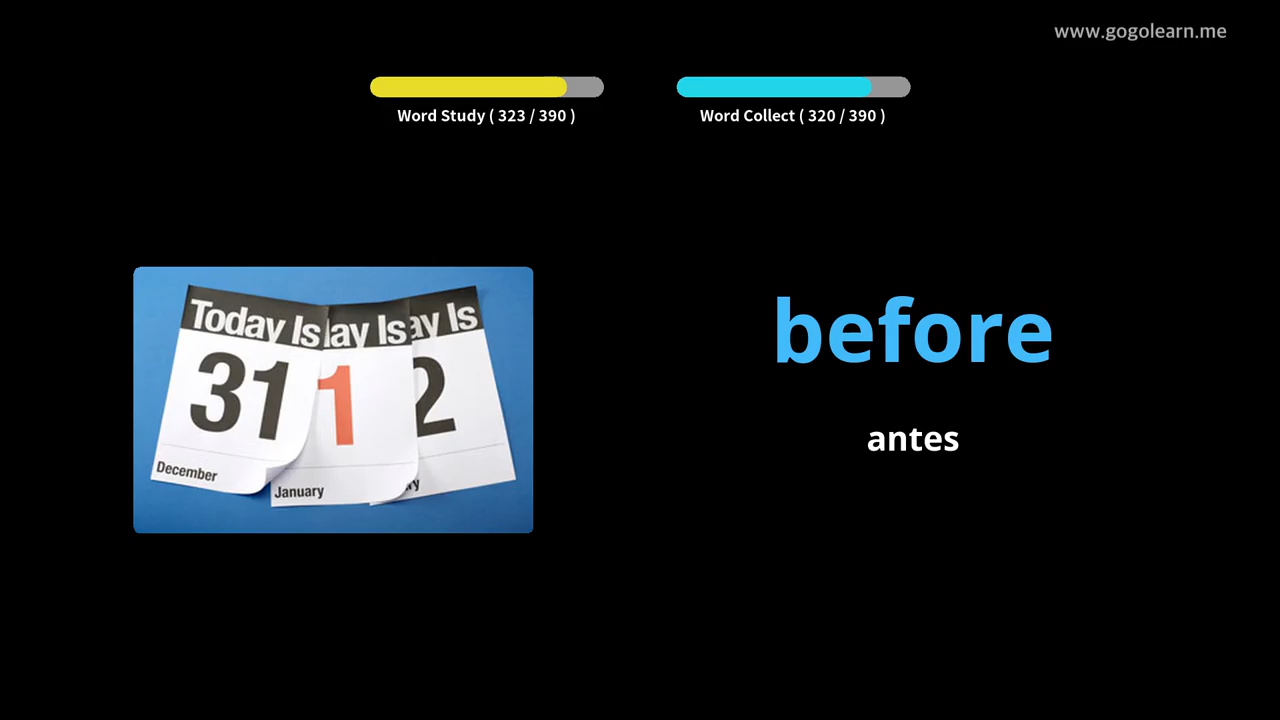 www.gogolearn.me
Word Study ( 323 / 390 )
Word Collect ( 320 / 390 )
Today Is
31
December
ay Is
1
January
ay Is
2
ry
before
antes